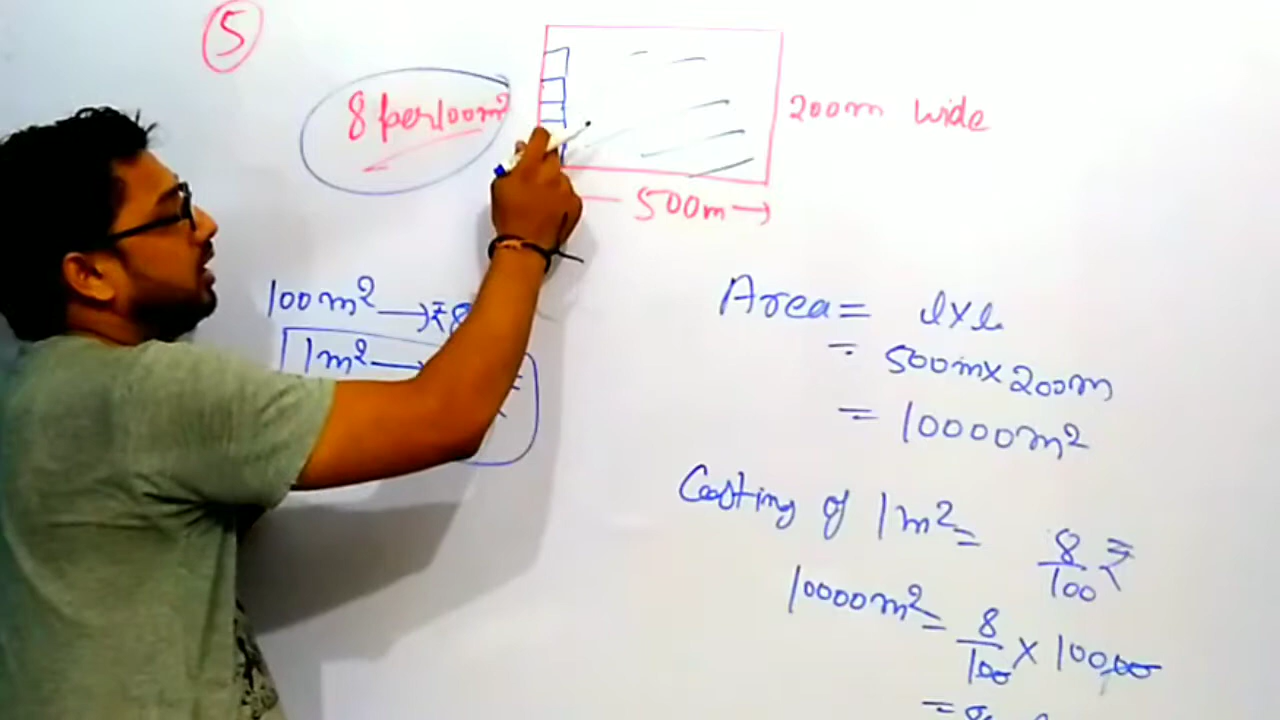 5
8 per 100m²
200m wide
500m
100m² → ₹8
1m² →
Area = l×b
= 500m×200m
= 10000m²
Costing of 1m² = 8/100 ₹
10000m² = 8/100 × 10000
= 8